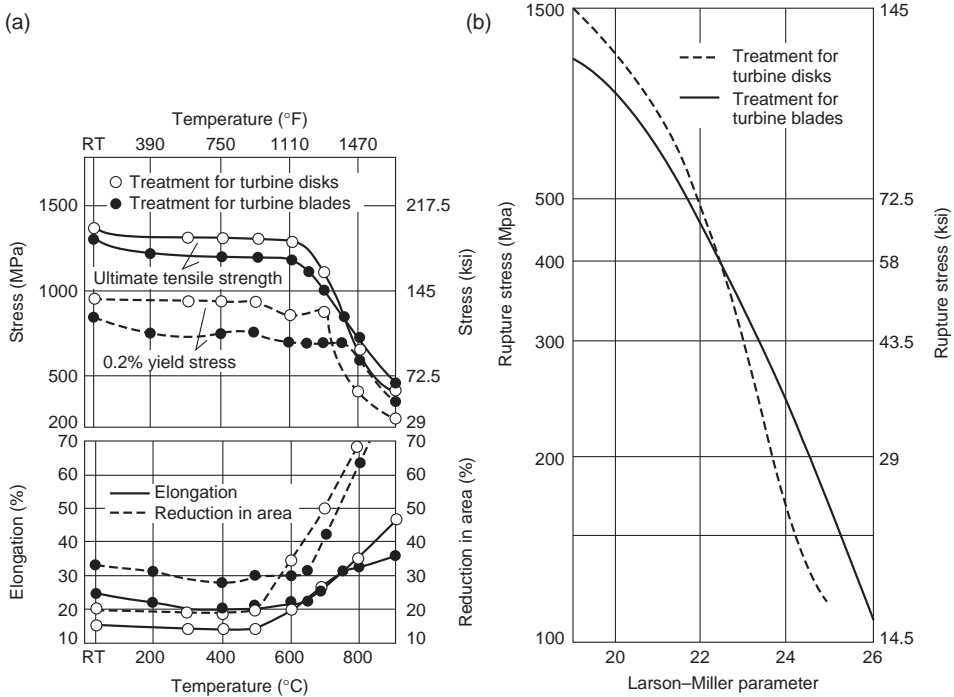 (a)
Temperature (°F)
RT 390 750 1110 1470
Treatment for turbine disks
Treatment for turbine blades
1500
1000
500
200
Stress (MPa)
Ultimate tensile strength
0.2% yield stress
217.5
145
72.5
29
Stress (ksi)
70
60
50
40
30
20
10
Elongation (%)
Elongation
Reduction in area
70
60
50
40
30
20
10
Reduction in area (%)
RT 200 400 600 800
Temperature (°C)
(b)
1500
500
400
300
200
100
Rupture stress (Mpa)
Treatment for
turbine disks
Treatment for
turbine blades
145
72.5
58
43.5
29
14.5
Rupture stress (ksi)
20 22 24 26
Larson–Miller parameter